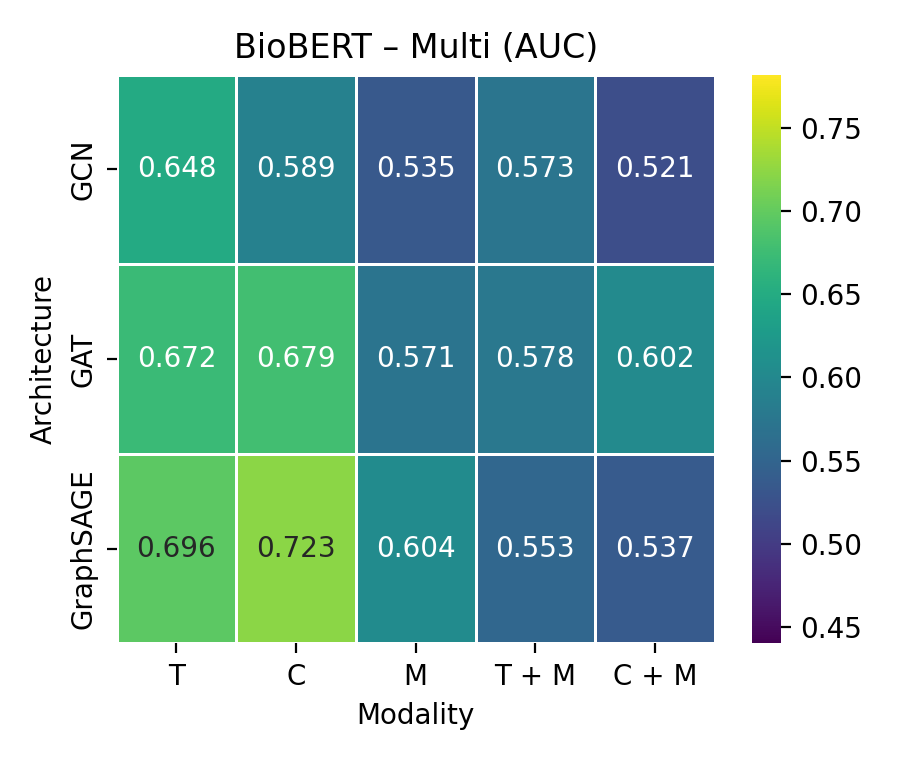 BioBERT – Multi (AUC)
Architecture
GCN 0.648 0.589 0.535 0.573 0.521
GAT 0.672 0.679 0.571 0.578 0.602
GraphSAGE 0.696 0.723 0.604 0.553 0.537
T C M T + M C + M
Modality
0.75
0.70
0.65
0.60
0.55
0.50
0.45